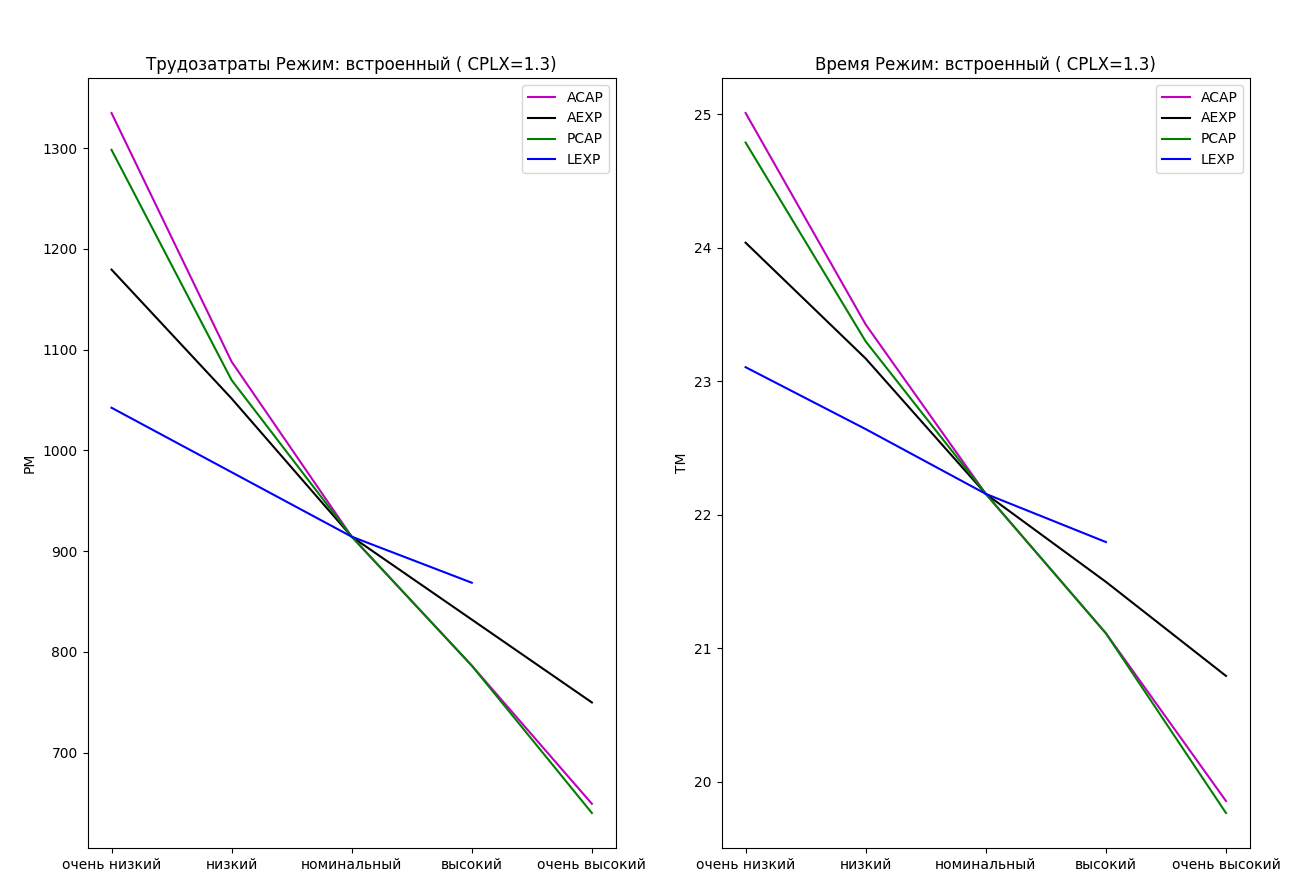 Трудозатраты Режим: встроенный ( CPLX=1.3)
ACAP
AEXP
PCAP
LEXP
1300
1200
1100
1000
900
800
700
PM
очень низкий
низкий
номинальный
высокий
очень высокий
Время Режим: встроенный ( CPLX=1.3)
ACAP
AEXP
PCAP
LEXP
25
24
23
22
21
20
TM
очень низкий
низкий
номинальный
высокий
очень высокий